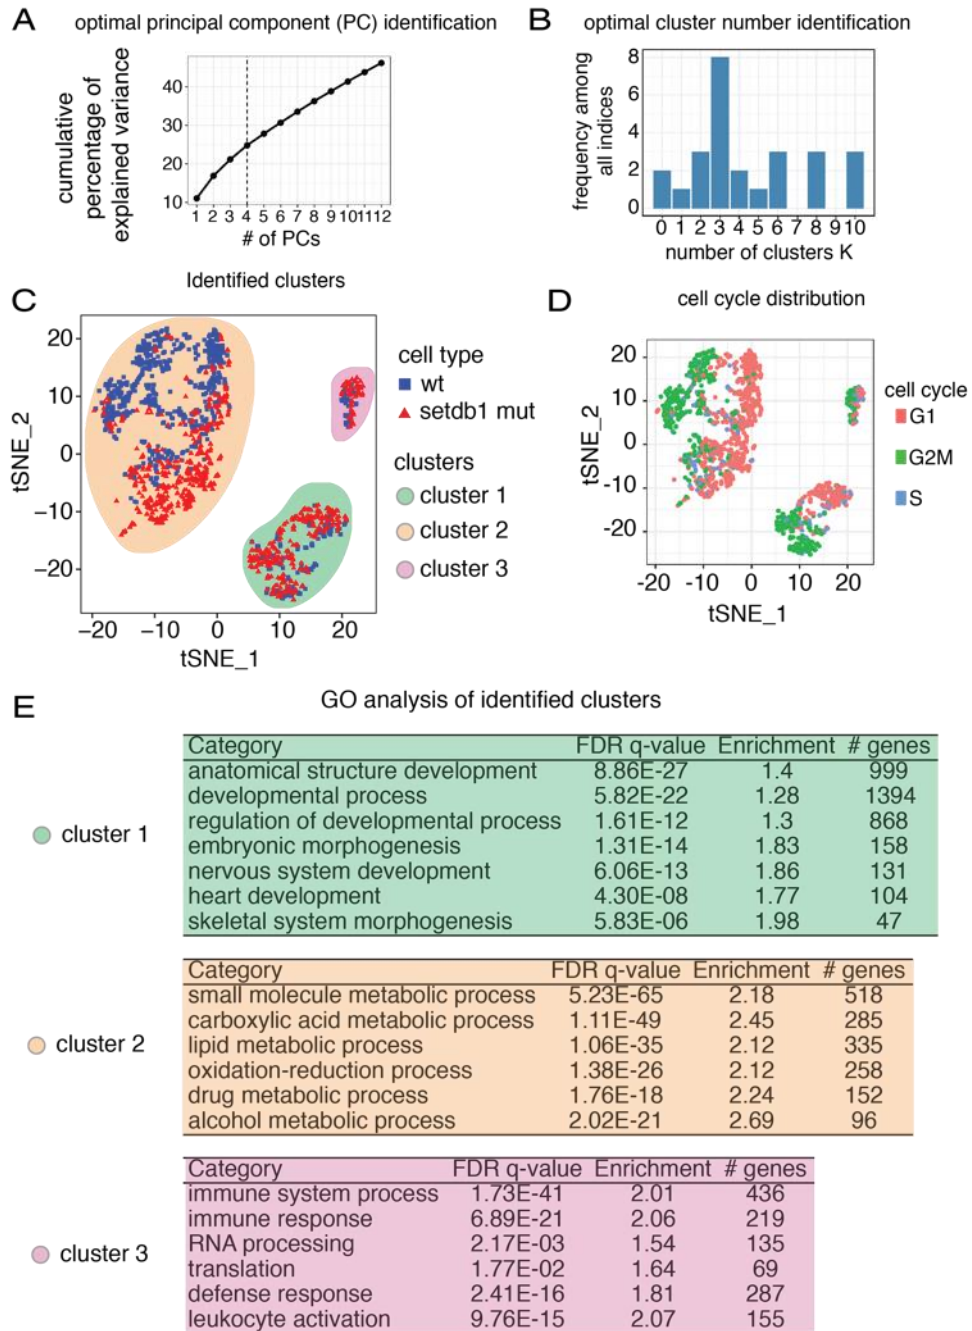 A
optimal principal component (PC) identification
cumulative
percentage of
explained variance
40
30
20
10
1 2 3 4 5 6 7 8 9 10 11 12
# of PCs
B
optimal cluster number identification
frequency among
all indices
8
6
4
2
0
0 1 2 3 4 5 6 7 8 9 10
number of clusters K
Identified clusters
C
tSNE_2
20
10
0
−10
−20
−20 −10 0 10 20
tSNE_1
cell type
wt
setdb1 mut
clusters
cluster 1
cluster 2
cluster 3
D
cell cycle distribution
tSNE_2
20
10
0
-10
-20
-20 -10 0 10 20
tSNE_1
cell cycle
G1
G2M
S
E
GO analysis of identified clusters
cluster 1
Category FDR q-value Enrichment # genes
anatomical structure development 8.86E-27 1.4 999
developmental process 5.82E-22 1.28 1394
regulation of developmental process 1.61E-12 1.3 868
embryonic morphogenesis 1.31E-14 1.83 158
nervous system development 6.06E-13 1.86 131
heart development 4.30E-08 1.77 104
skeletal system morphogenesis 5.83E-06 1.98 47
cluster 2
Category FDR q-value Enrichment # genes
small molecule metabolic process 5.23E-65 2.18 518
carboxylic acid metabolic process 1.11E-49 2.45 285
lipid metabolic process 1.06E-35 2.12 335
oxidation-reduction process 1.38E-26 2.12 258
drug metabolic process 1.76E-18 2.24 152
alcohol metabolic process 2.02E-21 2.69 96
cluster 3
Category FDR q-value Enrichment # genes
immune system process 1.73E-41 2.01 436
immune response 6.89E-21 2.06 219
RNA processing 2.17E-03 1.54 135
translation 1.77E-02 1.64 69
defense response 2.41E-16 1.81 287
leukocyte activation 9.76E-15 2.07 155